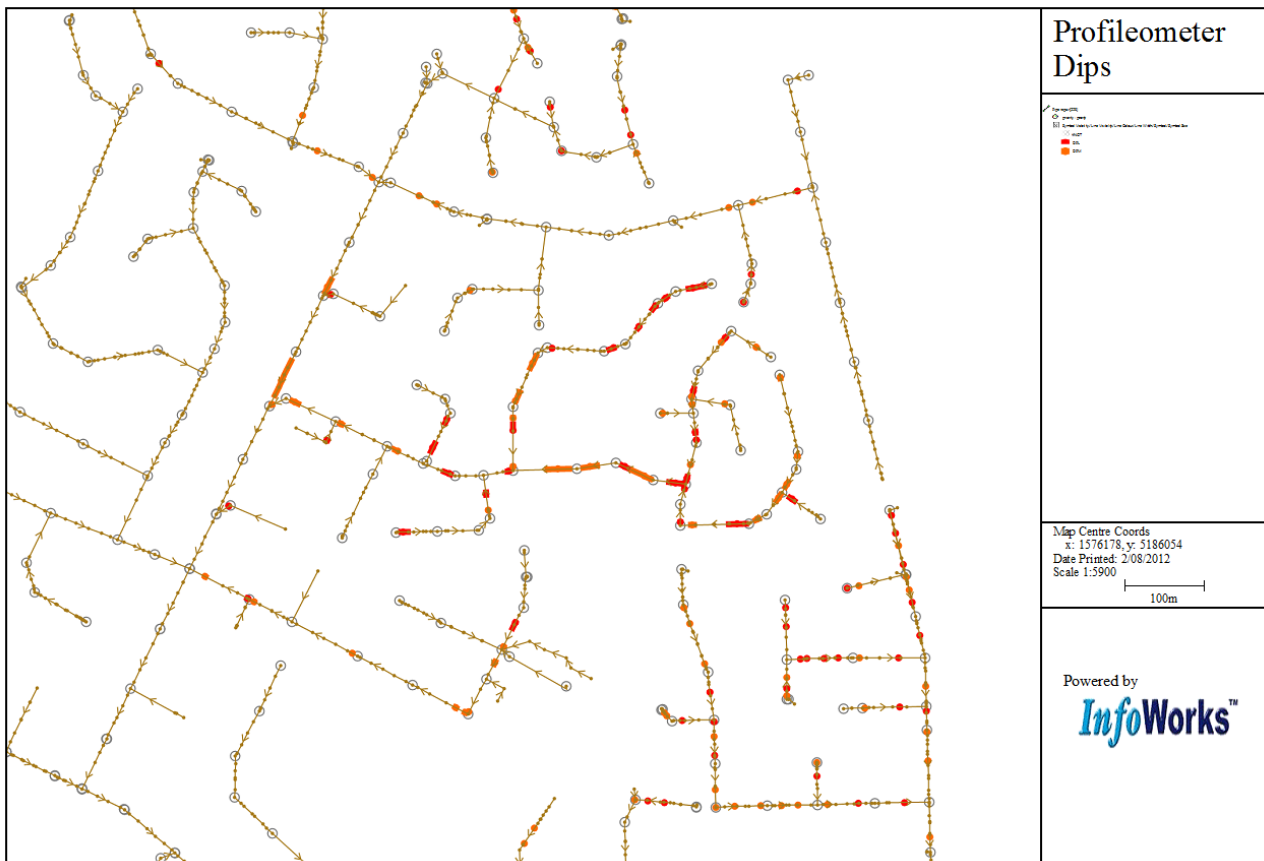 Profileometer
Dips
Map Centre Coords
x: 1576178, y: 5186054
Date Printed: 2/08/2012
Scale 1:5900
100m
Powered by
InfoWorks™